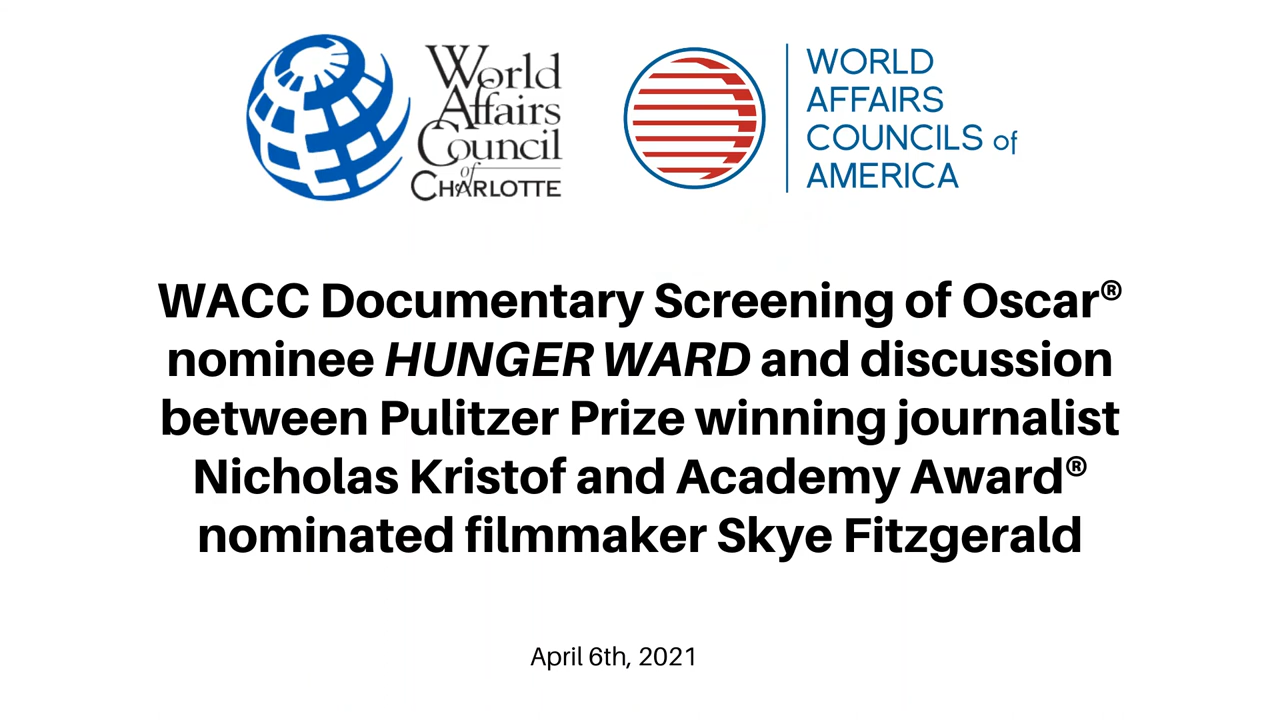 World
Affairs
Council
of
CHARLOTTE
WORLD
AFFAIRS
COUNCILS of
AMERICA
WACC Documentary Screening of Oscar®
nominee HUNGER WARD and discussion
between Pulitzer Prize winning journalist
Nicholas Kristof and Academy Award®
nominated filmmaker Skye Fitzgerald
April 6th, 2021